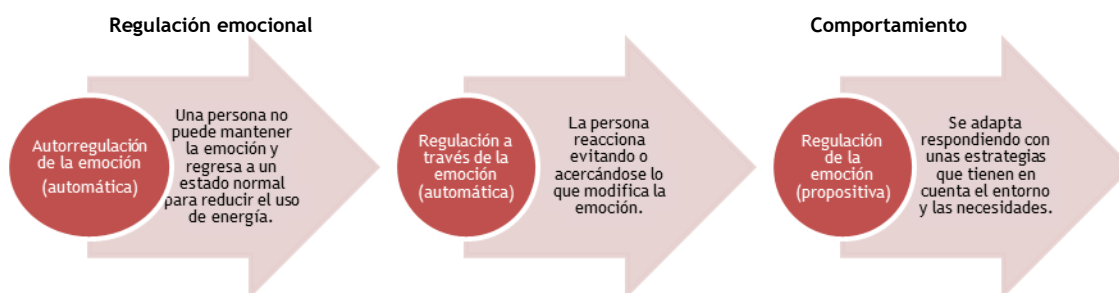 Regulación emocional
Comportamiento
Autorregulación
de la emoción
(automática)
Una persona no
puede mantener
la emoción y
regresa a un
estado normal
para reducir el uso
de energía.
Regulación a
través de la
emoción
(automática)
La persona
reacciona
evitando o
acercándose lo
que modifica la
emoción.
Regulación
de la
emoción
(propositiva)
Se adapta
respondiendo con
unas estrategias
que tienen en
cuenta el entorno
y las necesidades.